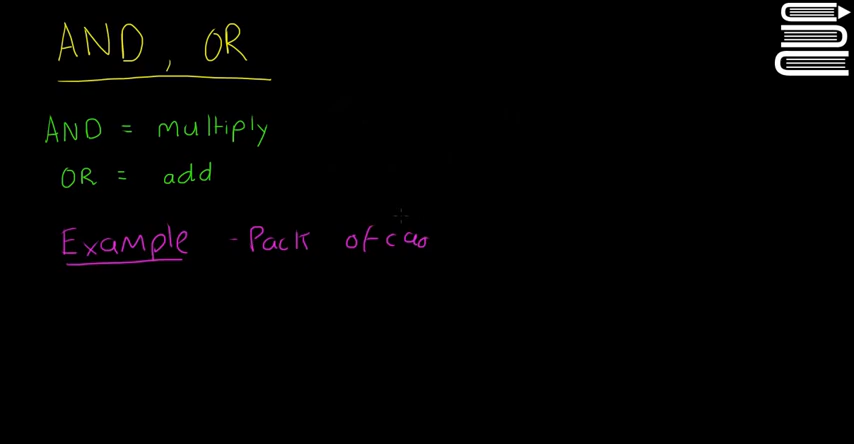 AND, OR
AND = multiply
OR = add
Example - Pack of